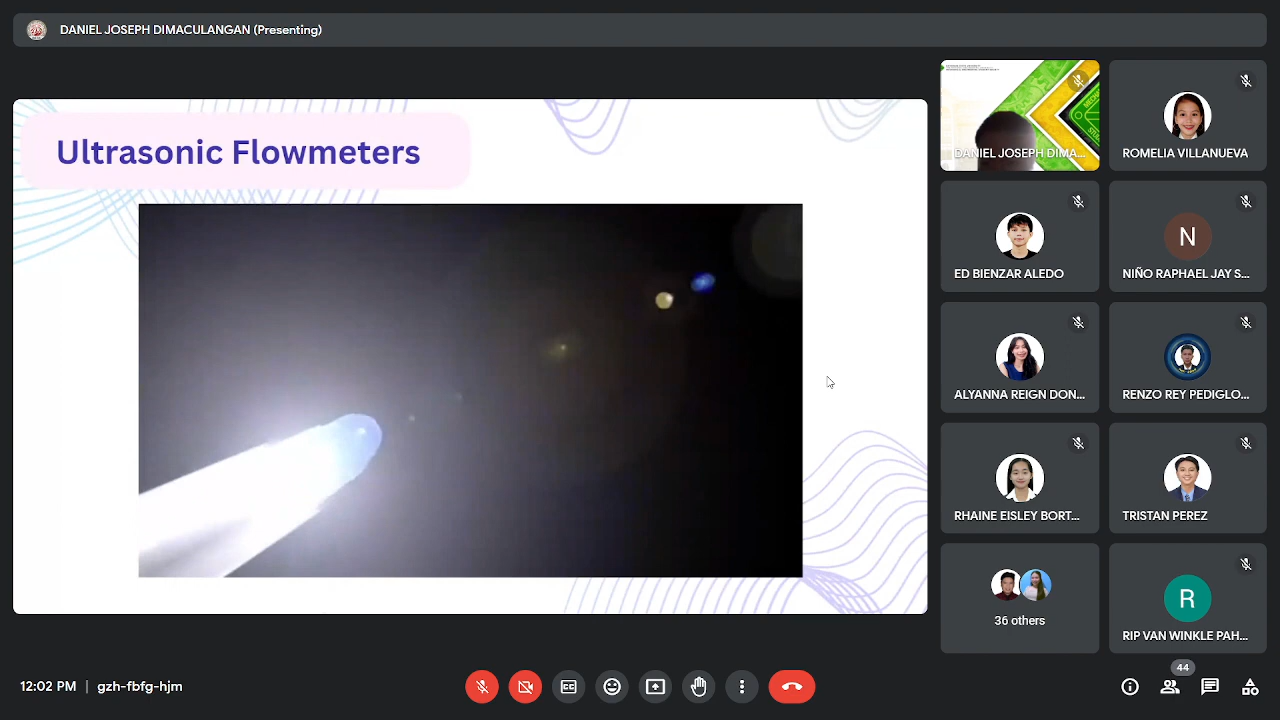 DANIEL JOSEPH DIMACULANGAN (Presenting)
Ultrasonic Flowmeters
DANIEL JOSEPH DIMA...
ROMELIA VILLANUEVA
ED BIENZAR ALEDO
N
NIÑO RAPHAEL JAY S...
ALYANNA REIGN DON...
RENZO REY PEDIGLO...
RHAINE EISLEY BORT...
TRISTAN PEREZ
36 others
R
RIP VAN WINKLE PAH...
12:02 PM | gzh-fbfg-hjm
44